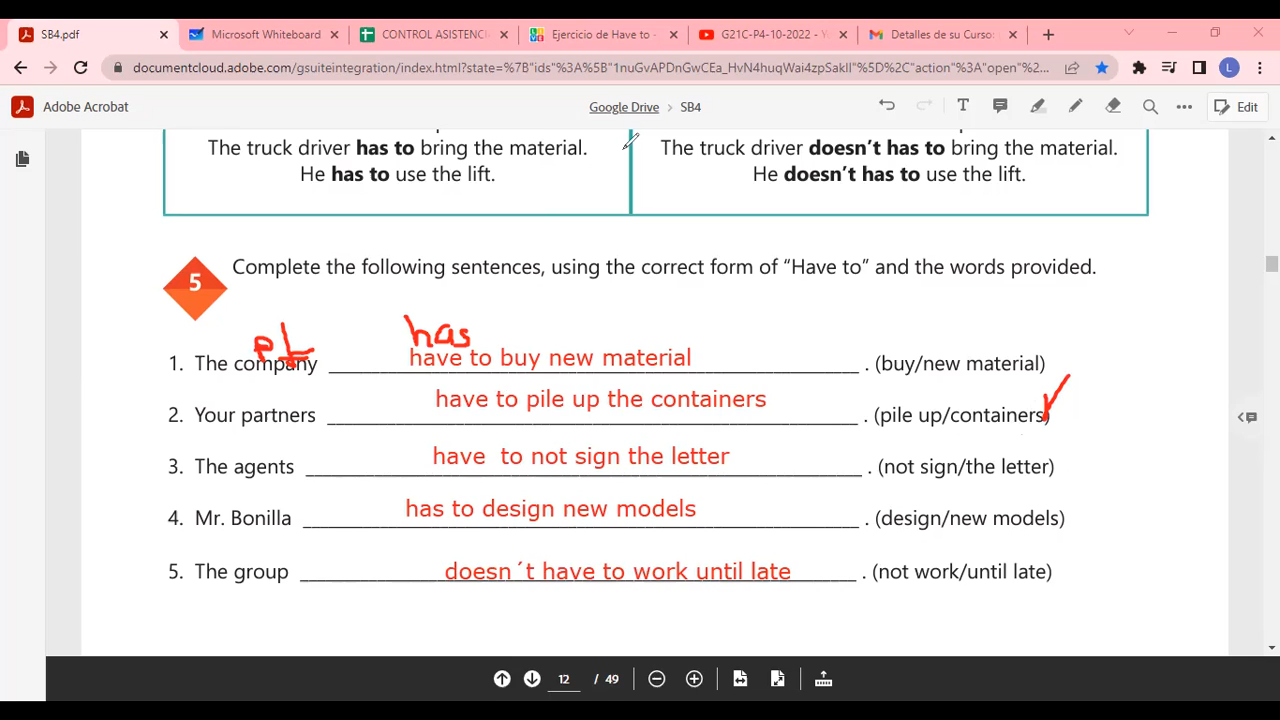 SB4.pdf
Microsoft Whiteboard
CONTROL ASISTENC
Ejercicio de Have to -
G21C-P4-10-2022 - Y
Detalles de su Curso:
documentcloud.adobe.com/gsuiteintegration/index.html?state=%7B"ids"%3A%5B"1nuGvAPDnGwCEa_HvN4huqWai4zpSakIl"%5D%2C"action"%3A"open"%2...
L
Adobe Acrobat
Google Drive > SB4
Edit
The truck driver has to bring the material.
He has to use the lift.
The truck driver doesn't has to bring the material.
He doesn't has to use the lift.
5 Complete the following sentences, using the correct form of “Have to” and the words provided.
has
1. The company have to buy new material . (buy/new material)
2. Your partners have to pile up the containers . (pile up/containers)
3. The agents have to not sign the letter . (not sign/the letter)
4. Mr. Bonilla has to design new models . (design/new models)
5. The group doesn´t have to work until late . (not work/until late)
12 / 49